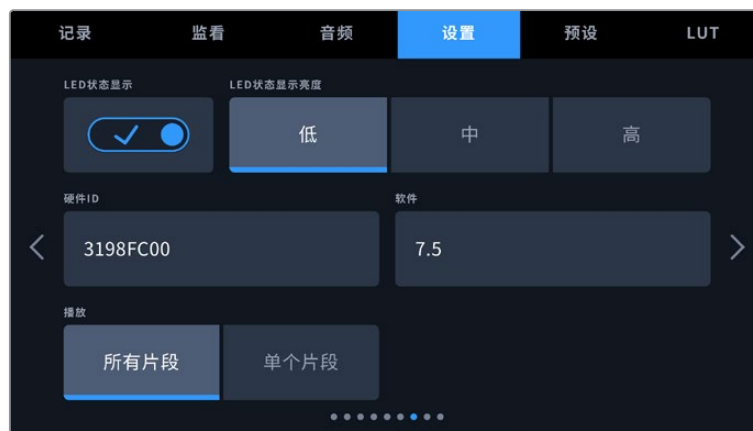 记录 监看 音频 设置 预设 LUT
LED状态显示 LED状态显示亮度
低 中 高
硬件ID 软件
3198FC00 7.5
播放
所有片段 单个片段